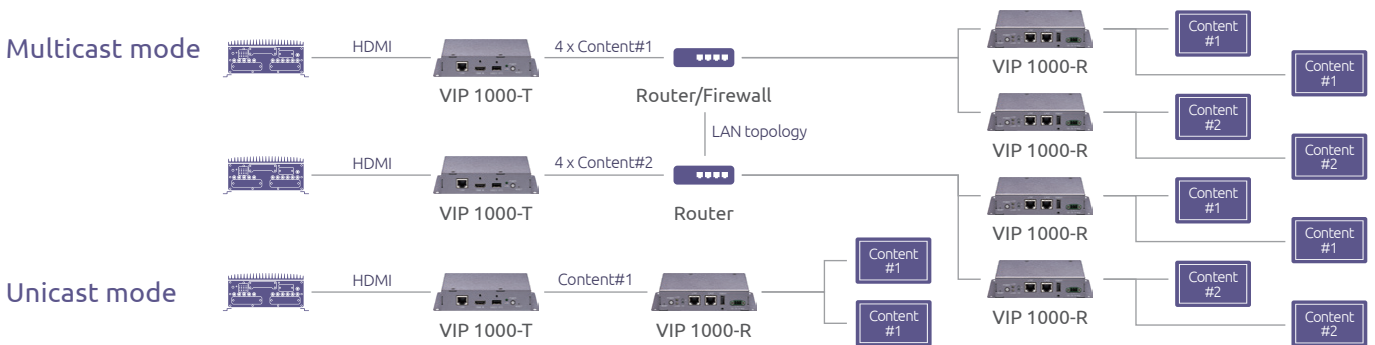 Multicast mode
HDMI
VIP 1000-T
4 x Content#1
Router/Firewall
LAN topology
VIP 1000-R
Content
#1
Content
#1
VIP 1000-R
Content
#2
Content
#2
HDMI
VIP 1000-T
4 x Content#2
Router
VIP 1000-R
Content
#1
Content
#1
VIP 1000-R
Content
#2
Content
#2
Unicast mode
HDMI
VIP 1000-T
Content#1
VIP 1000-R
Content
#1
Content
#1